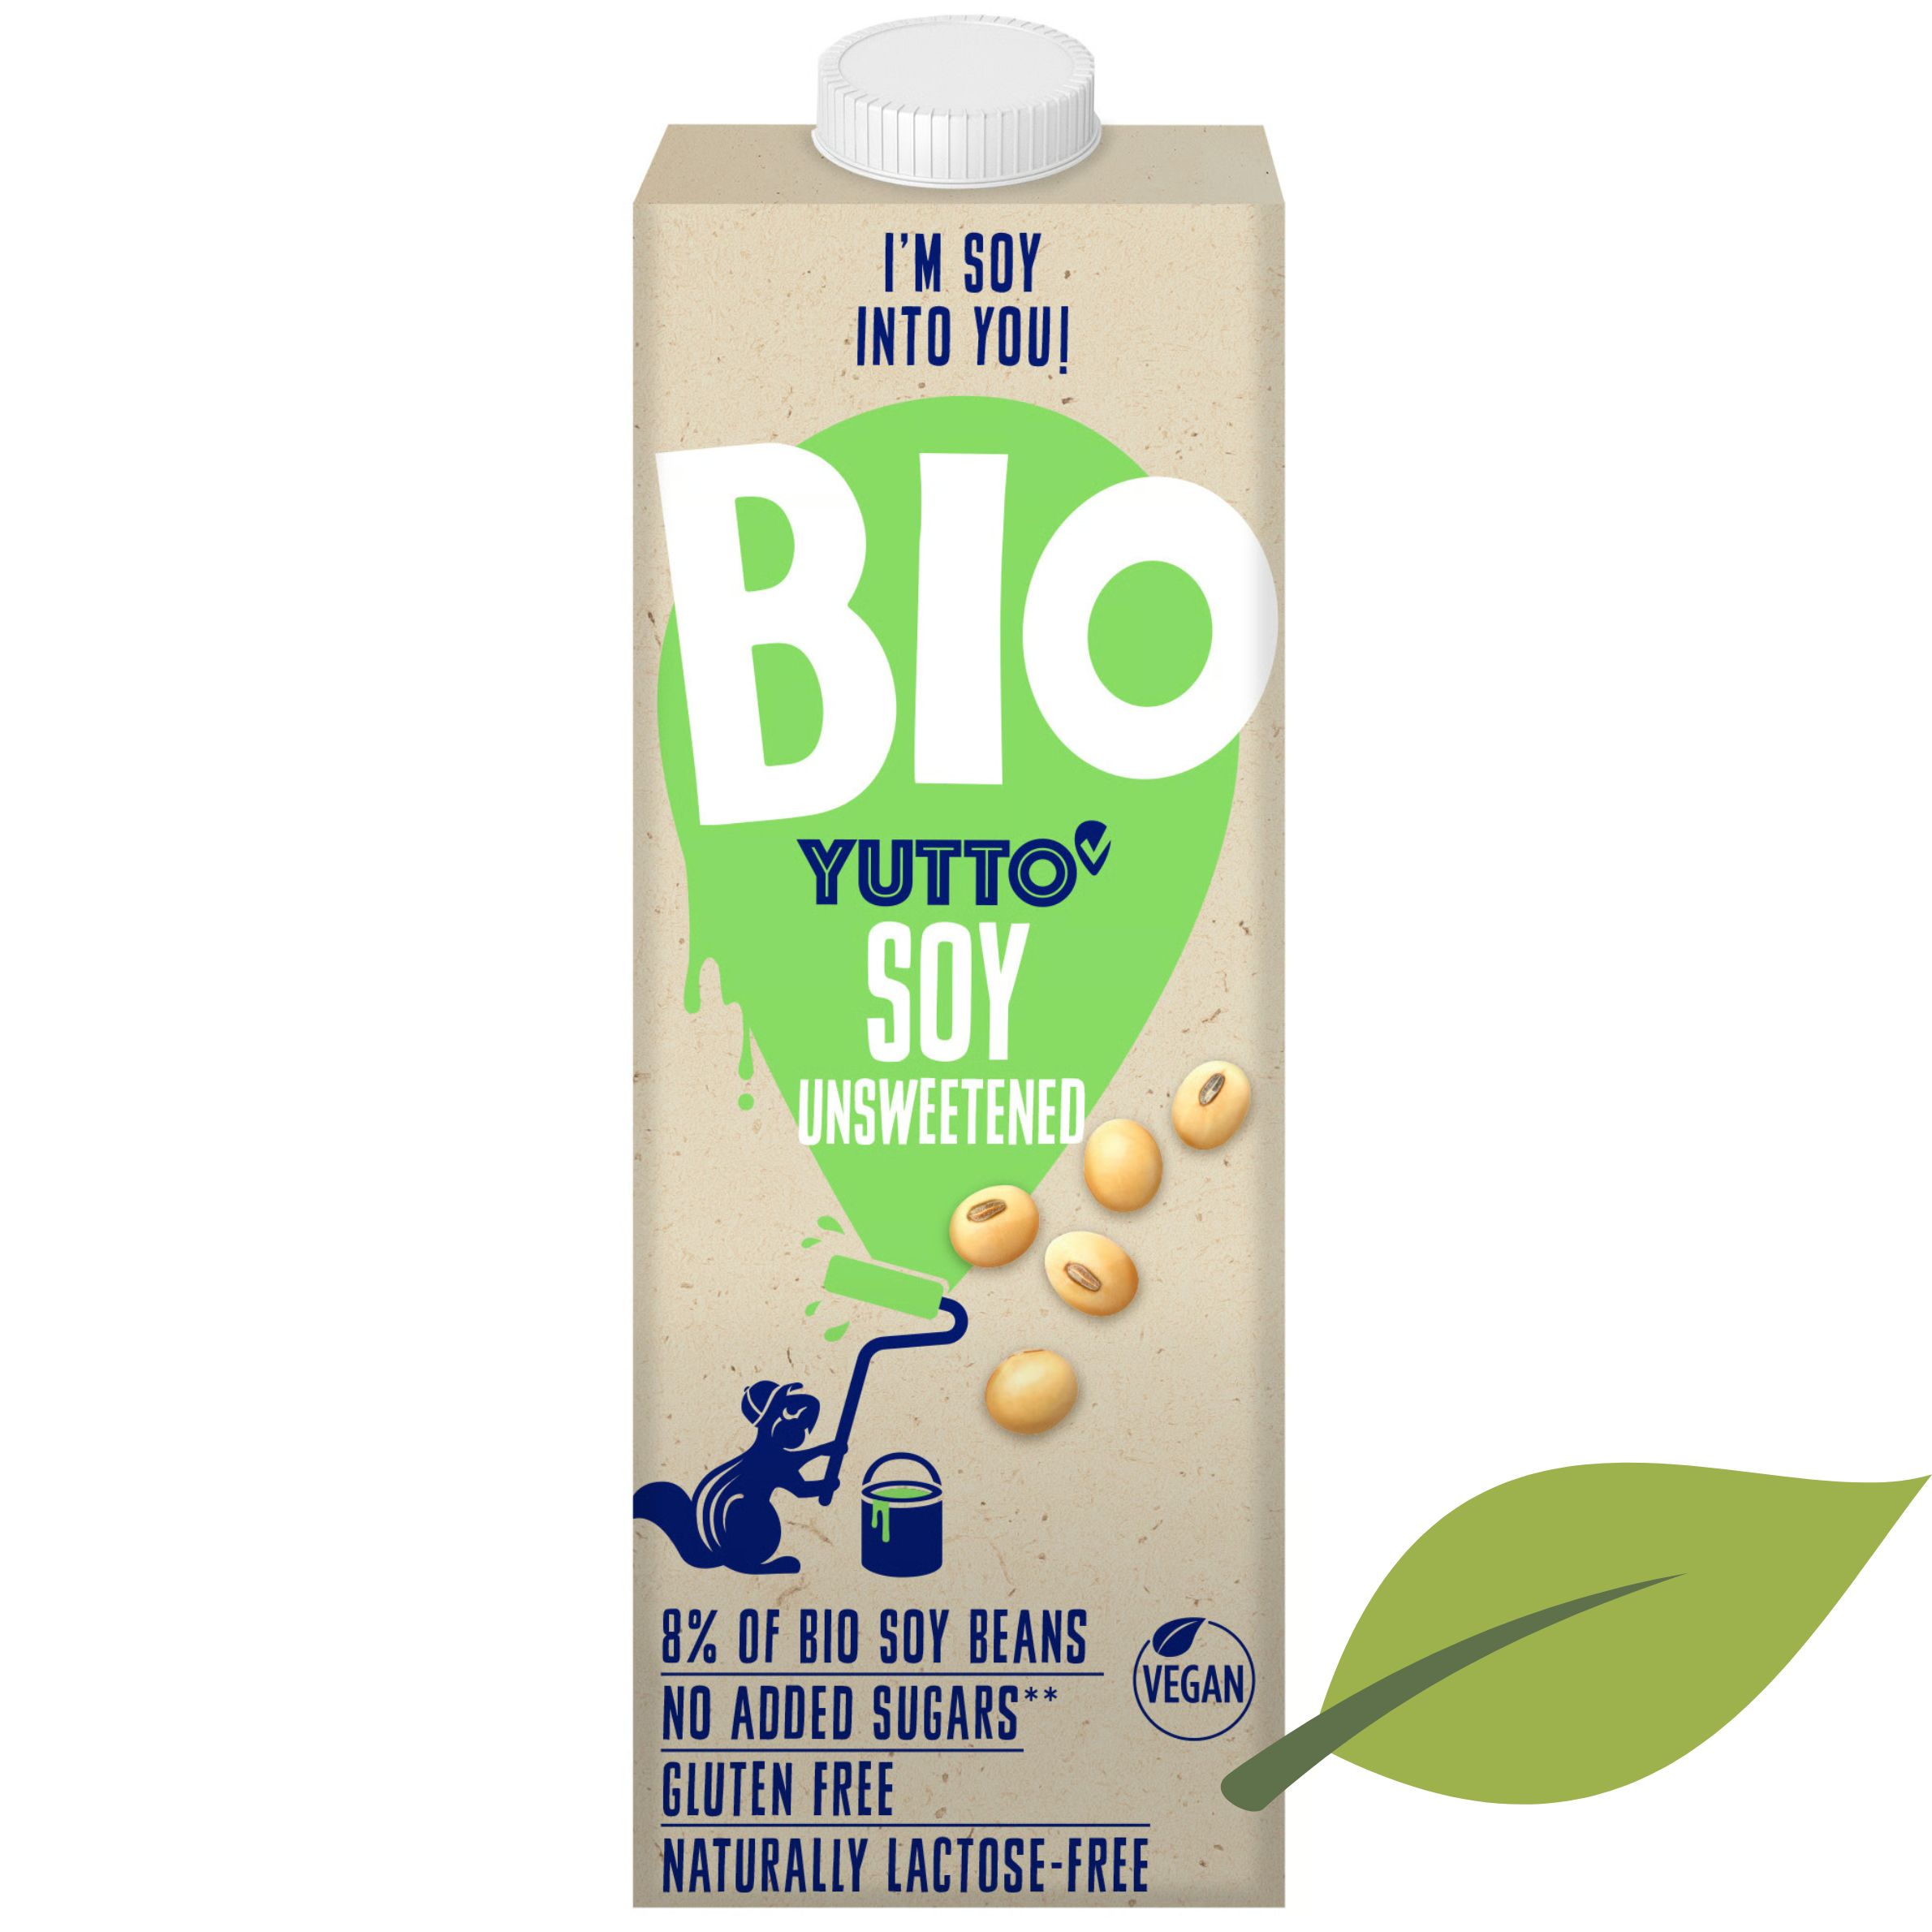 I'M SOY
INTO YOU!
BIO
YUTTO
SOY
UNSWEETENED
8% OF BIO SOY BEANS
NO ADDED SUGARS**
GLUTEN FREE
NATURALLY LACTOSE-FREE
VEGAN